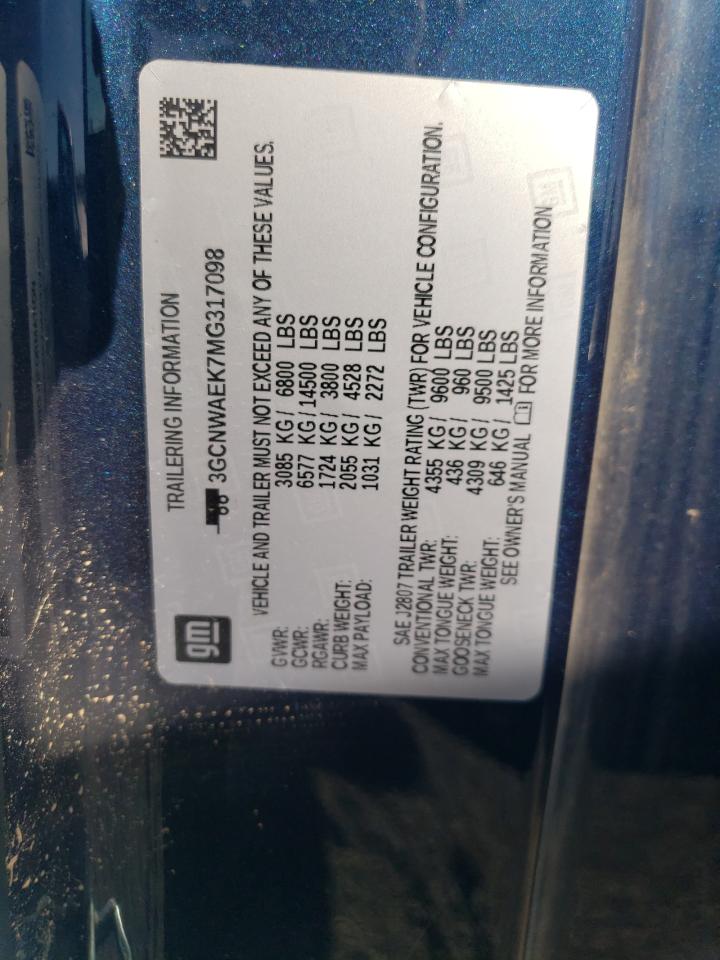 gm
TRAILERING INFORMATION
3GCNWAEK7MG317098
VEHICLE AND TRAILER MUST NOT EXCEED ANY OF THESE VALUES.
GVWR: 3085 KG / 6800 LBS
GCWR: 6577 KG / 14500 LBS
RGAWR: 1724 KG / 3800 LBS
CURB WEIGHT: 2055 KG / 4528 LBS
MAX PAYLOAD: 1031 KG / 2272 LBS
SAE J2807 TRAILER WEIGHT RATING (TWR) FOR VEHICLE CONFIGURATION.
CONVENTIONAL TWR: 4355 KG / 9600 LBS
MAX TONGUE WEIGHT: 436 KG / 960 LBS
GOOSENECK TWR: 4309 KG / 9500 LBS
MAX TONGUE WEIGHT: 646 KG / 1425 LBS
SEE OWNER'S MANUAL FOR MORE INFORMATION